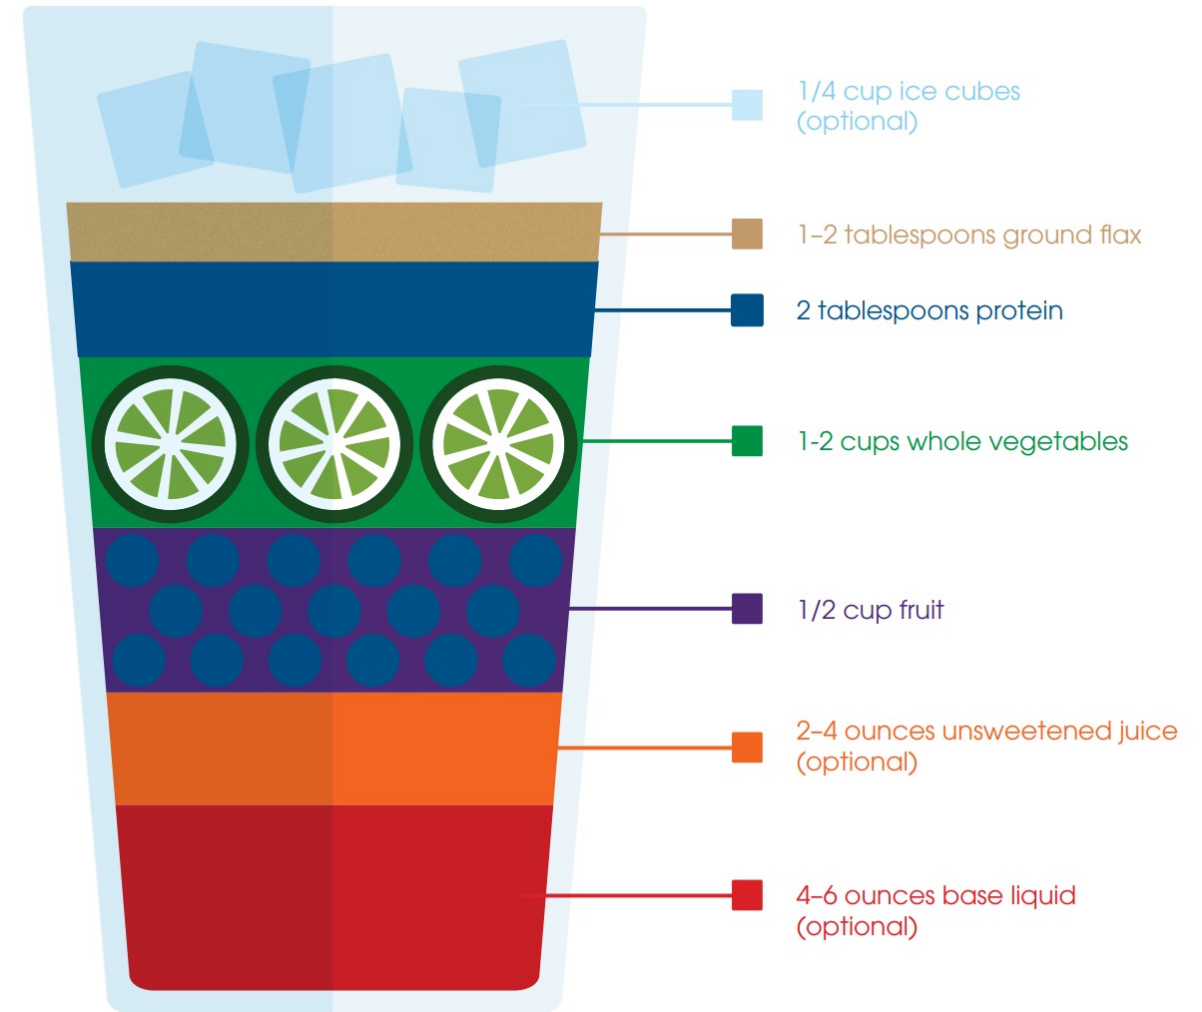 1/4 cup ice cubes
(optional)
1–2 tablespoons ground flax
2 tablespoons protein
1-2 cups whole vegetables
1/2 cup fruit
2–4 ounces unsweetened juice
(optional)
4–6 ounces base liquid
(optional)